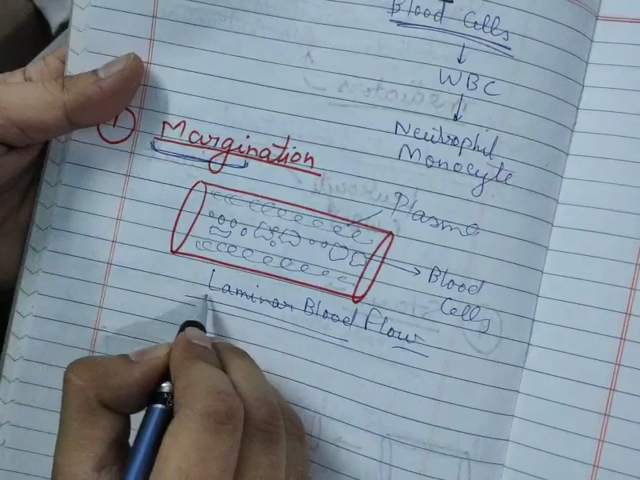 Blood Cells
WBC
Neutrophil
Monocyte
1 Margination
Plasma
Blood
Cells
Laminar Blood Flow